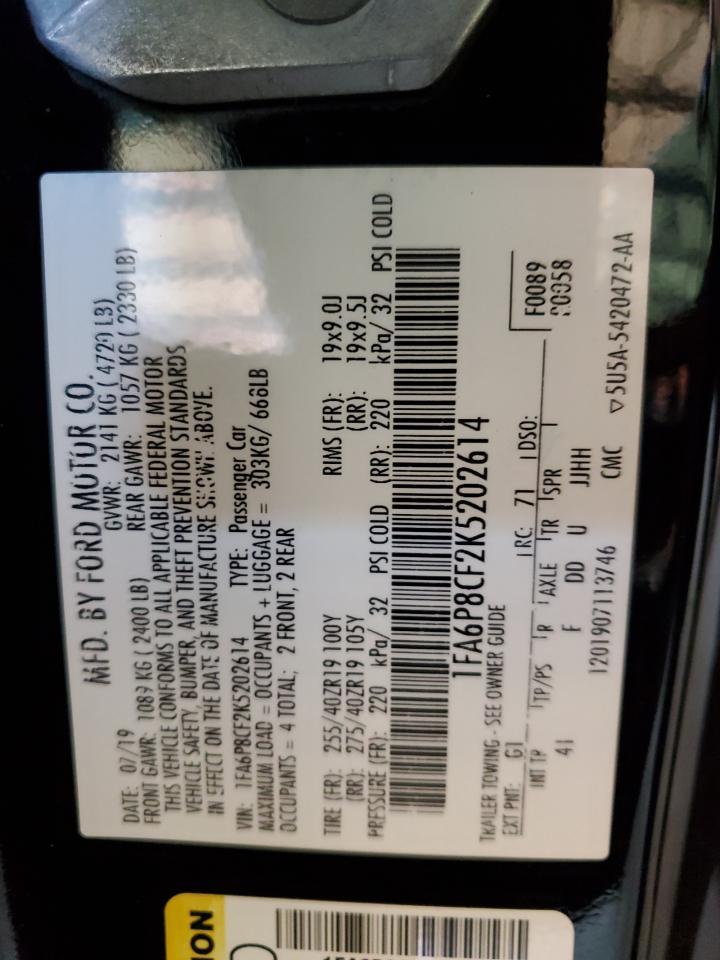 MFD. BY FORD MOTOR CO.
DATE: 07/19 GVWR: 2141 KG ( 4720 LB)
FRONT GAWR: 1089 KG ( 2400 LB) REAR GAWR: 1057 KG ( 2330 LB)
THIS VEHICLE CONFORMS TO ALL APPLICABLE FEDERAL MOTOR
VEHICLE SAFETY, BUMPER, AND THEFT PREVENTION STANDARDS
IN EFFECT ON THE DATE OF MANUFACTURE SHOWN ABOVE.
VIN: 1FA6P8CF2K5202614 TYPE: Passenger Car
MAXIMUM LOAD = OCCUPANTS + LUGGAGE = 303KG/ 668LB
OCCUPANTS = 4 TOTAL; 2 FRONT, 2 REAR
TIRE (FR): 255/40ZR19 100Y RIMS (FR): 19x9.0J
(RR): 275/40ZR19 105Y (RR): 19x9.5J
PRESSURE (FR): 220 kPa/ 32 PSI COLD (RR): 220 kPa/ 32 PSI COLD
1FA6P8CF2K5202614
TRAILER TOWING - SEE OWNER GUIDE
EXT PNT: G1 RC: 71 DSO: F0089
INT TR TP/PS R AXLE TR SPR
41 F DD U JJHH
1201907113746 CMC 5U5A-5420472-AA